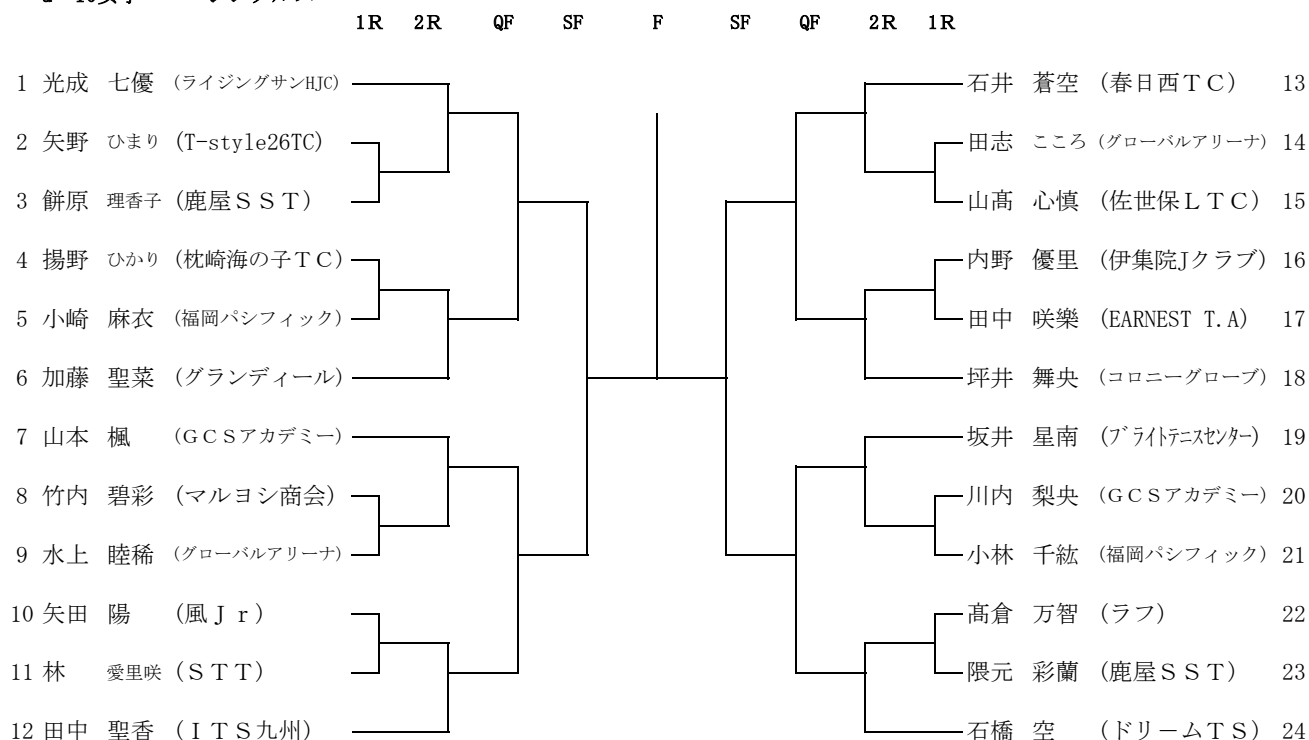 1R 2R QF SF F SF QF 2R 1R
1 光成 七優 (ライジングサンHJC) 石井 蒼空 (春日西ＴＣ) 13
2 矢野 ひまり (T-style26TC) 田志 こころ (グローバルアリーナ) 14
3 餅原 理香子 (鹿屋ＳＳＴ) 山髙 心慎 (佐世保ＬＴＣ) 15
4 揚野 ひかり (枕崎海の子ＴＣ) 内野 優里 (伊集院Jクラブ) 16
5 小崎 麻衣 (福岡パシフィック) 田中 咲樂 (EARNEST T.A) 17
6 加藤 聖菜 (グランディール) 坪井 舞央 (コロニーグローブ) 18
7 山本 楓 (ＧＣＳアカデミー) 坂井 星南 (ﾌﾞﾗｲﾄﾃﾆｽｾﾝﾀｰ) 19
8 竹内 碧彩 (マルヨシ商会) 川内 梨央 (ＧＣＳアカデミー) 20
9 水上 睦稀 (グローバルアリーナ) 小林 千紘 (福岡パシフィック) 21
10 矢田 陽 (風Ｊｒ) 髙倉 万智 (ラフ) 22
11 林 愛里咲 (ＳＴＴ) 隈元 彩蘭 (鹿屋ＳＳＴ) 23
12 田中 聖香 (ＩＴＳ九州) 石橋 空 (ドリームＴＳ) 24